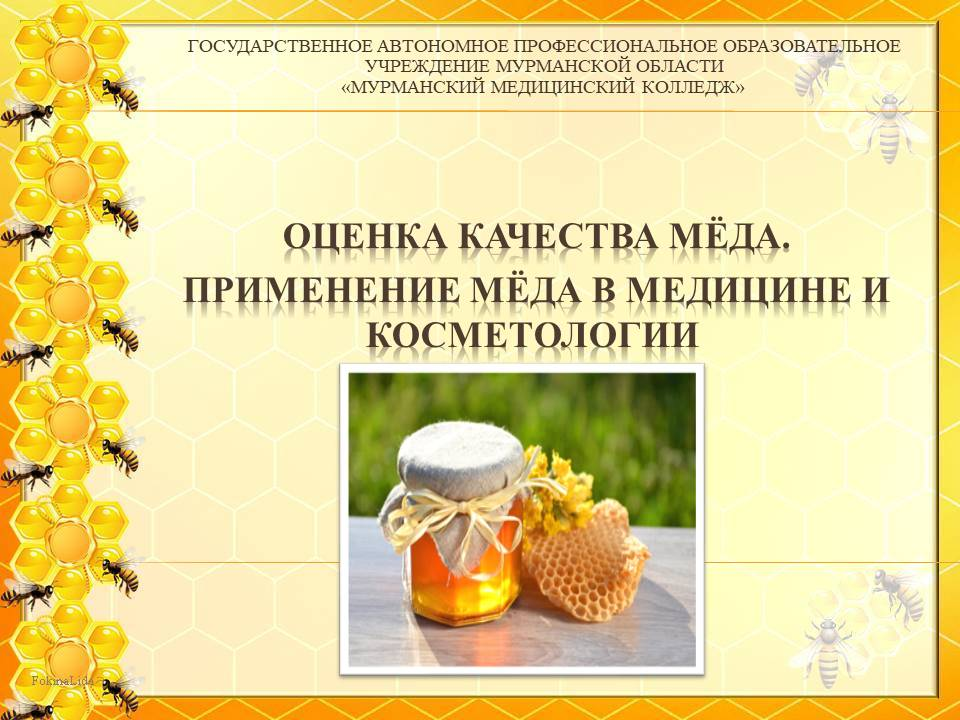 ГОСУДАРСТВЕННОЕ АВТОНОМНОЕ ПРОФЕССИОНАЛЬНОЕ ОБРАЗОВАТЕЛЬНОЕ
УЧРЕЖДЕНИЕ МУРМАНСКОЙ ОБЛАСТИ
«МУРМАНСКИЙ МЕДИЦИНСКИЙ КОЛЛЕДЖ»
ОЦЕНКА КАЧЕСТВА МЁДА.
ПРИМЕНЕНИЕ МЁДА В МЕДИЦИНЕ И
КОСМЕТОЛОГИИ
FokinaLida